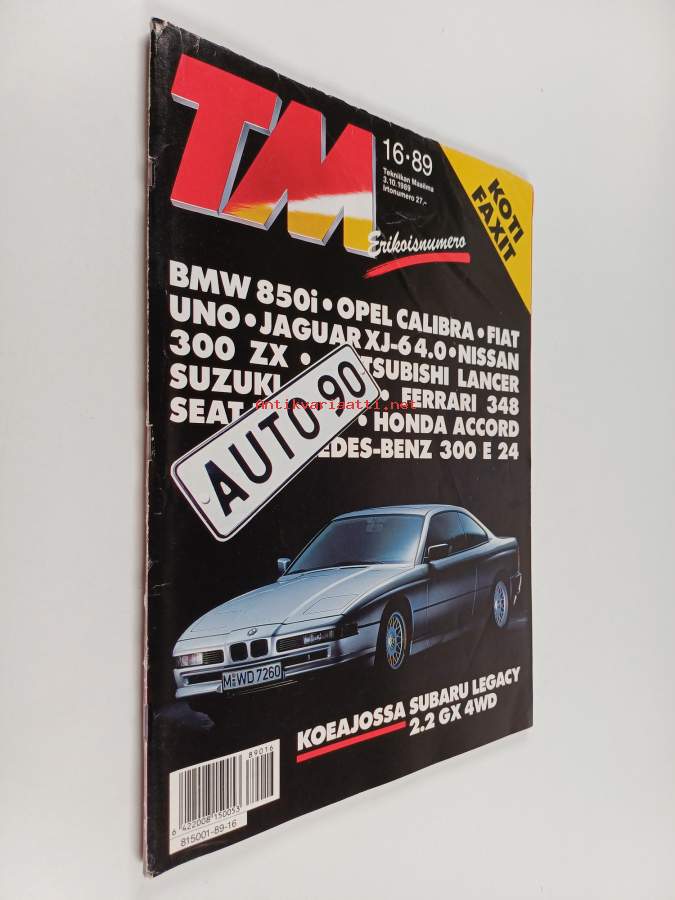 TM
16•89
Tekniikan Maailma
3.10.1989
Irtonumero 27,-
KOTI
FAXIT
Erikoisnumero
BMW 850i • OPEL CALIBRA • FIAT
UNO • JAGUAR XJ-6 4.0 • NISSAN
300 ZX • TSUBISHI LANCER
SUZUKI FERRARI 348
SEAT • HONDA ACCORD
EDES-BENZ 300 E 24
AUTO 90
Antikvariaatti.net
M WD 7260
KOEAJOSSA SUBARU LEGACY
2.2 GX 4WD
89016
6 422008 150053
815001-89-16